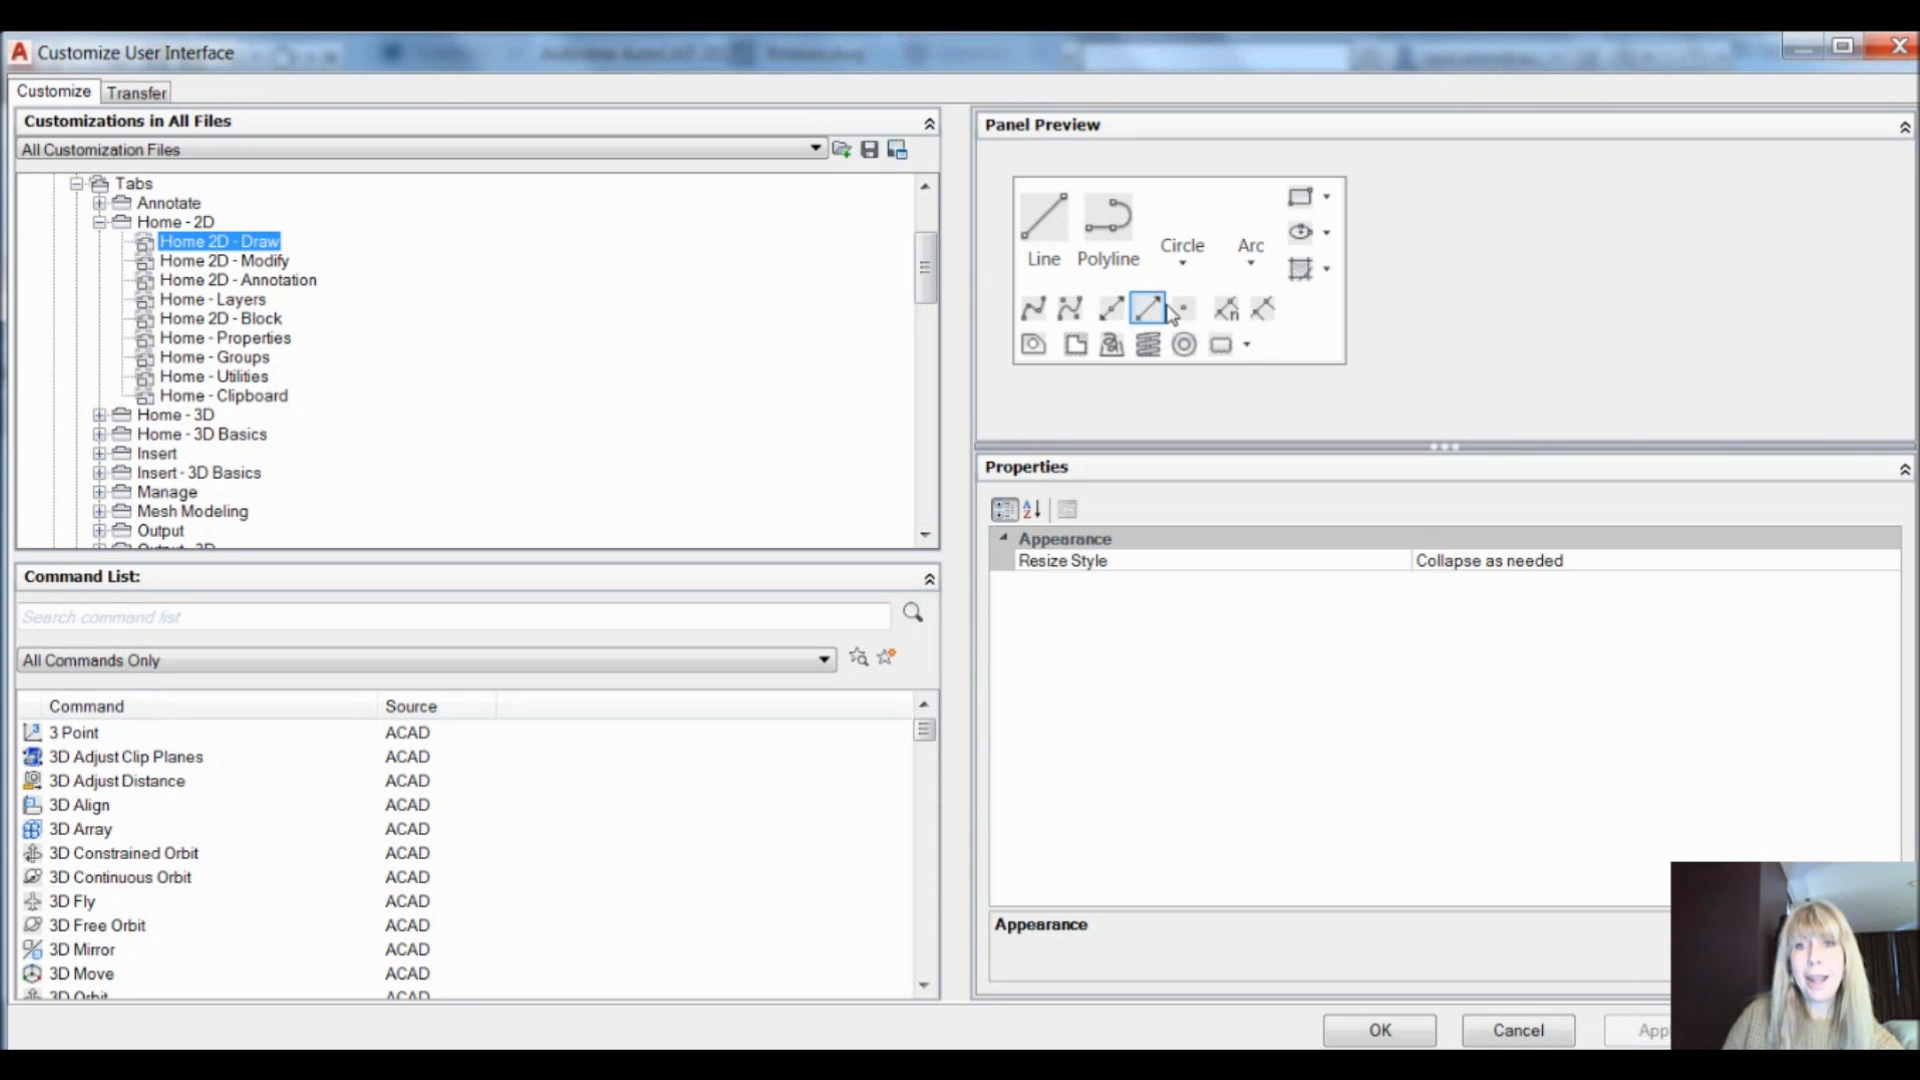 Customize User Interface
Customize Transfer
Customizations in All Files
All Customization Files
Tabs
Annotate
Home - 2D
Home 2D - Draw
Home 2D - Modify
Home 2D - Annotation
Home - Layers
Home 2D - Block
Home - Properties
Home - Groups
Home - Utilities
Home - Clipboard
Home - 3D
Home - 3D Basics
Insert
Insert - 3D Basics
Manage
Mesh Modeling
Output
Output - 3D
Command List:
Search command list
All Commands Only
Command Source
3 Point ACAD
3D Adjust Clip Planes ACAD
3D Adjust Distance ACAD
3D Align ACAD
3D Array ACAD
3D Constrained Orbit ACAD
3D Continuous Orbit ACAD
3D Fly ACAD
3D Free Orbit ACAD
3D Mirror ACAD
3D Move ACAD
3D Orbit ACAD
Panel Preview
Line Polyline Circle Arc
Properties
Appearance
Resize Style Collapse as needed
Appearance
OK Cancel App